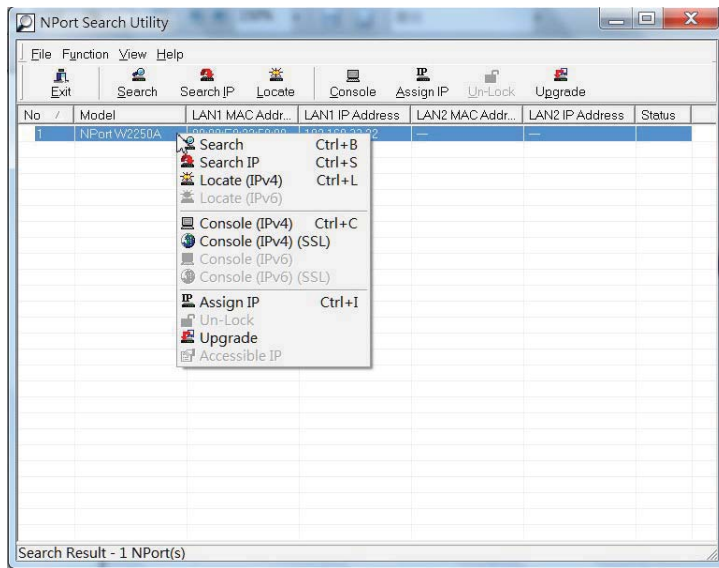 NPort Search Utility
File Function View Help
Exit Search Search IP Locate Console Assign IP Un-Lock Upgrade
No / Model LAN1 MAC Addr... LAN1 IP Address LAN2 MAC Addr... LAN2 IP Address Status
1 NPort W2250A — —
Search Ctrl+B
Search IP Ctrl+S
Locate (IPv4) Ctrl+L
Locate (IPv6)
Console (IPv4) Ctrl+C
Console (IPv4) (SSL)
Console (IPv6)
Console (IPv6) (SSL)
Assign IP Ctrl+I
Un-Lock
Upgrade
Accessible IP
Search Result - 1 NPort(s)